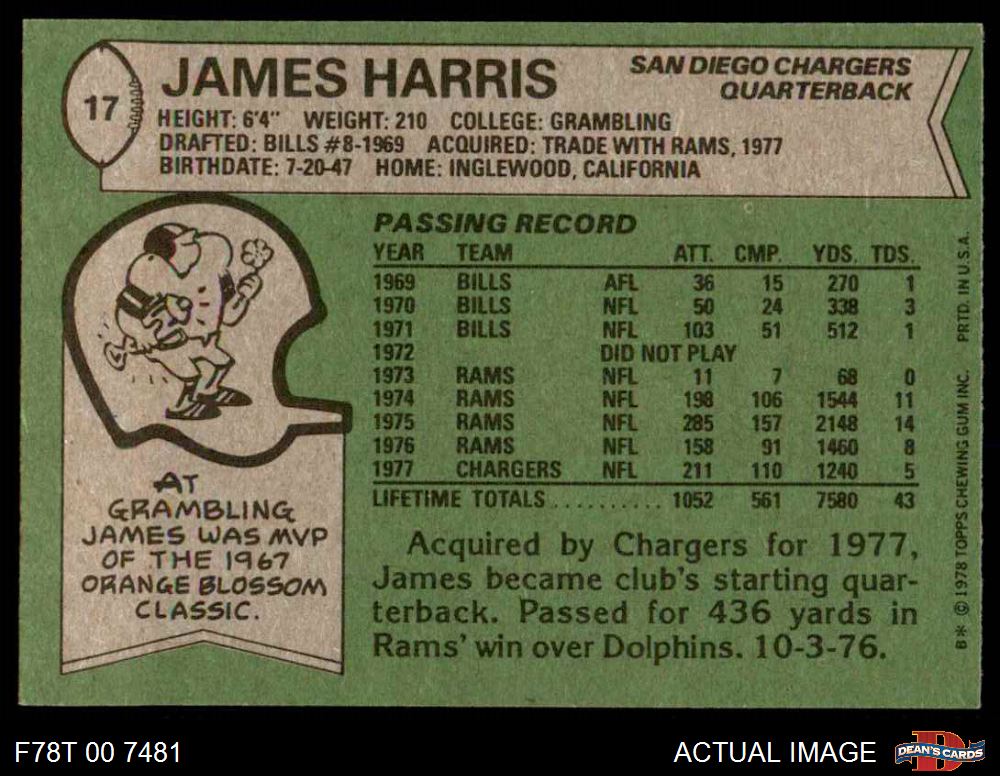 17
JAMES HARRIS
SAN DIEGO CHARGERS
QUARTERBACK
HEIGHT: 6'4" WEIGHT: 210 COLLEGE: GRAMBLING
DRAFTED: BILLS #8-1969 ACQUIRED: TRADE WITH RAMS, 1977
BIRTHDATE: 7-20-47 HOME: INGLEWOOD, CALIFORNIA
PASSING RECORD
YEAR TEAM ATT. CMP. YDS. TDS.
1969 BILLS AFL 36 15 270 1
1970 BILLS NFL 50 24 338 3
1971 BILLS NFL 103 51 512 1
1972 DID NOT PLAY
1973 RAMS NFL 11 7 68 0
1974 RAMS NFL 198 106 1544 11
1975 RAMS NFL 285 157 2148 14
1976 RAMS NFL 158 91 1460 8
1977 CHARGERS NFL 211 110 1240 5
LIFETIME TOTALS .......... 1052 561 7580 43
AT
GRAMBLING
JAMES WAS MVP
OF THE 1967
ORANGE BLOSSOM
CLASSIC.
Acquired by Chargers for 1977,
James became club's starting quar-
terback. Passed for 436 yards in
Rams' win over Dolphins. 10-3-76.
B* © 1978 TOPPS CHEWING GUM INC. PRTD. IN U.S.A.
F78T 00 7481
ACTUAL IMAGE
DEAN'S CARDS